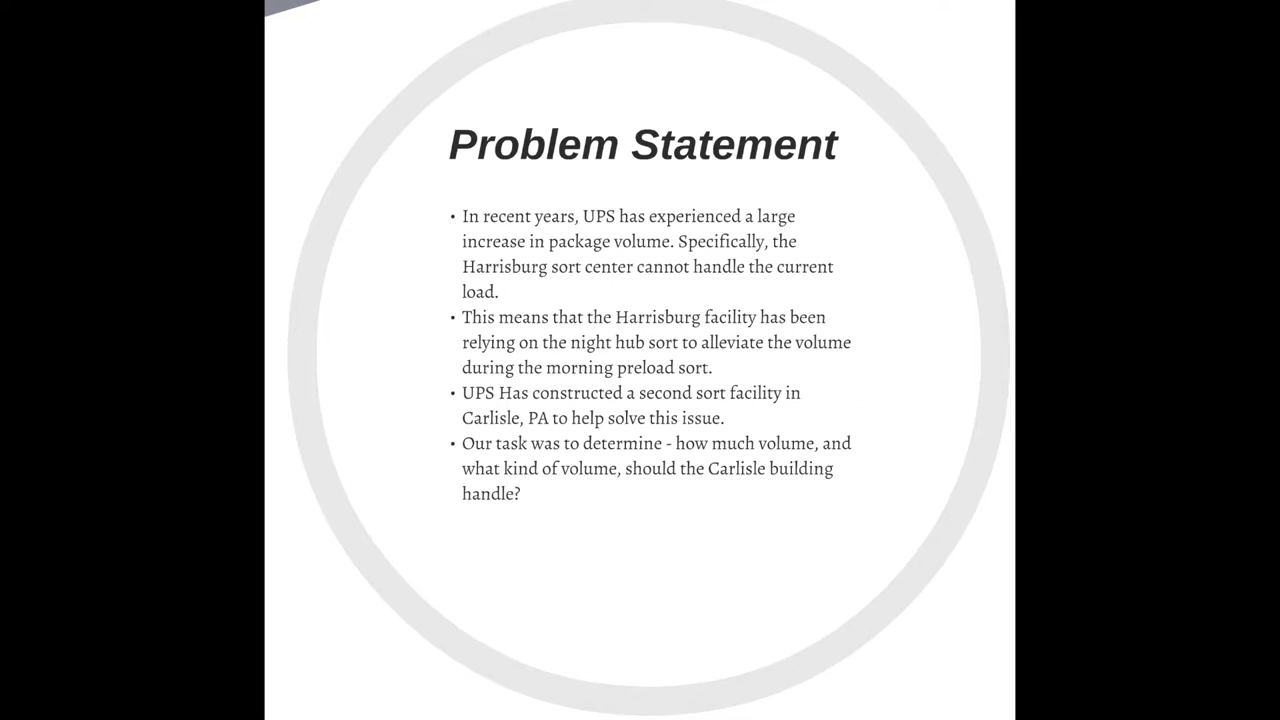 Problem Statement
• In recent years, UPS has experienced a large
increase in package volume. Specifically, the
Harrisburg sort center cannot handle the current
load.
• This means that the Harrisburg facility has been
relying on the night hub sort to alleviate the volume
during the morning preload sort.
• UPS Has constructed a second sort facility in
Carlisle, PA to help solve this issue.
• Our task was to determine - how much volume, and
what kind of volume, should the Carlisle building
handle?